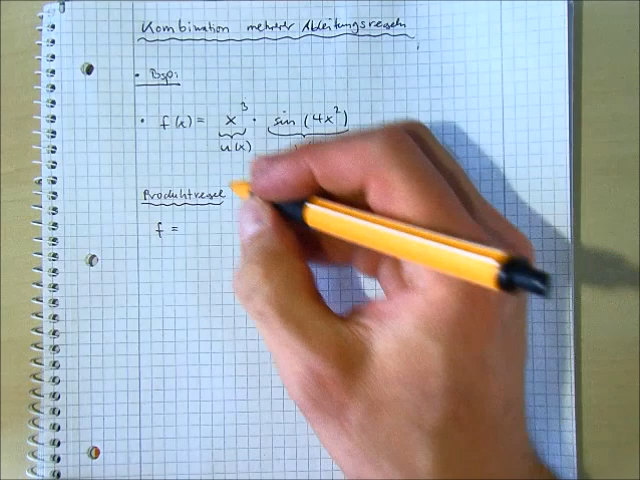 Kombination mehrerer Ableitungsregeln
• Bsp:
• f(x) = x³ · sin (4x²)
u(x)
Produktregel
f =